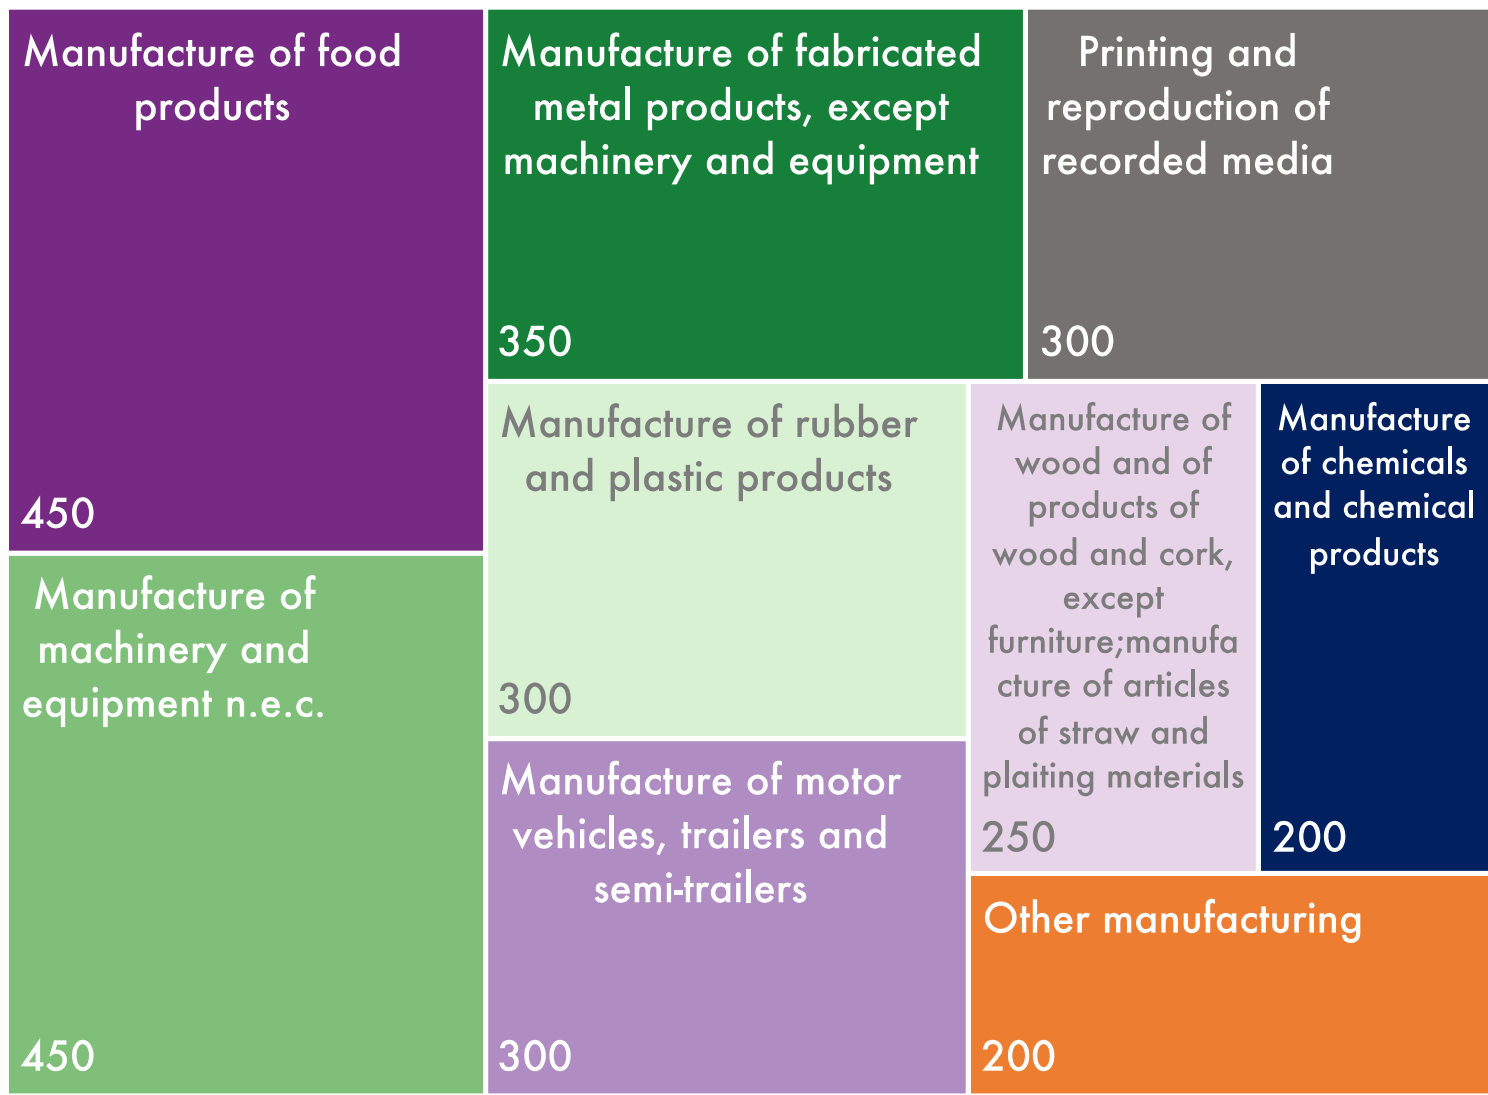 Manufacture of food
products
450
Manufacture of fabricated
metal products, except
machinery and equipment
350
Printing and
reproduction of
recorded media
300
Manufacture of
machinery and
equipment n.e.c.
450
Manufacture of rubber
and plastic products
300
Manufacture of motor
vehicles, trailers and
semi-trailers
300
Manufacture of
wood and of
products of
wood and cork,
except
furniture;manufa
cture of articles
of straw and
plaiting materials
250
Manufacture
of chemicals
and chemical
products
200
Other manufacturing
200